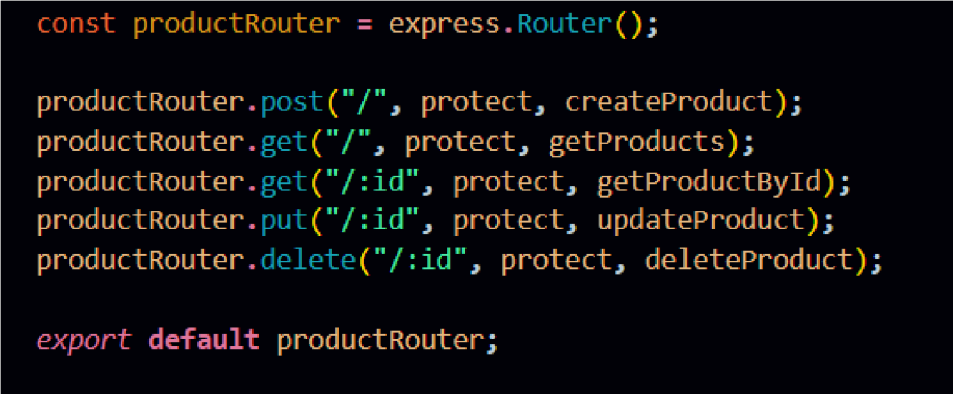 const productRouter = express.Router();
productRouter.post("/", protect, createProduct);
productRouter.get("/", protect, getProducts);
productRouter.get("/:id", protect, getProductById);
productRouter.put("/:id", protect, updateProduct);
productRouter.delete("/:id", protect, deleteProduct);
export default productRouter;